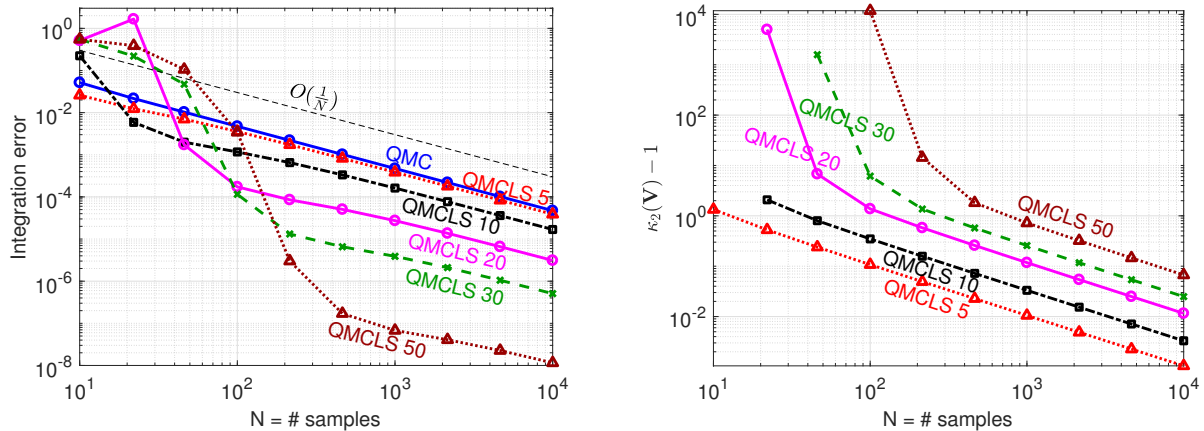 10^0
10^-2
10^-4
10^-6
10^-8
Integration error
O(1/N)
QMC
QMCLS 5
QMCLS 10
QMCLS 20
QMCLS 30
QMCLS 50
10^1
10^2
10^3
10^4
N = # samples
10^4
10^2
10^0
10^-2
κ_2(V) − 1
QMCLS 30
QMCLS 20
QMCLS 50
QMCLS 10
QMCLS 5
10^1
10^2
10^3
10^4
N = # samples